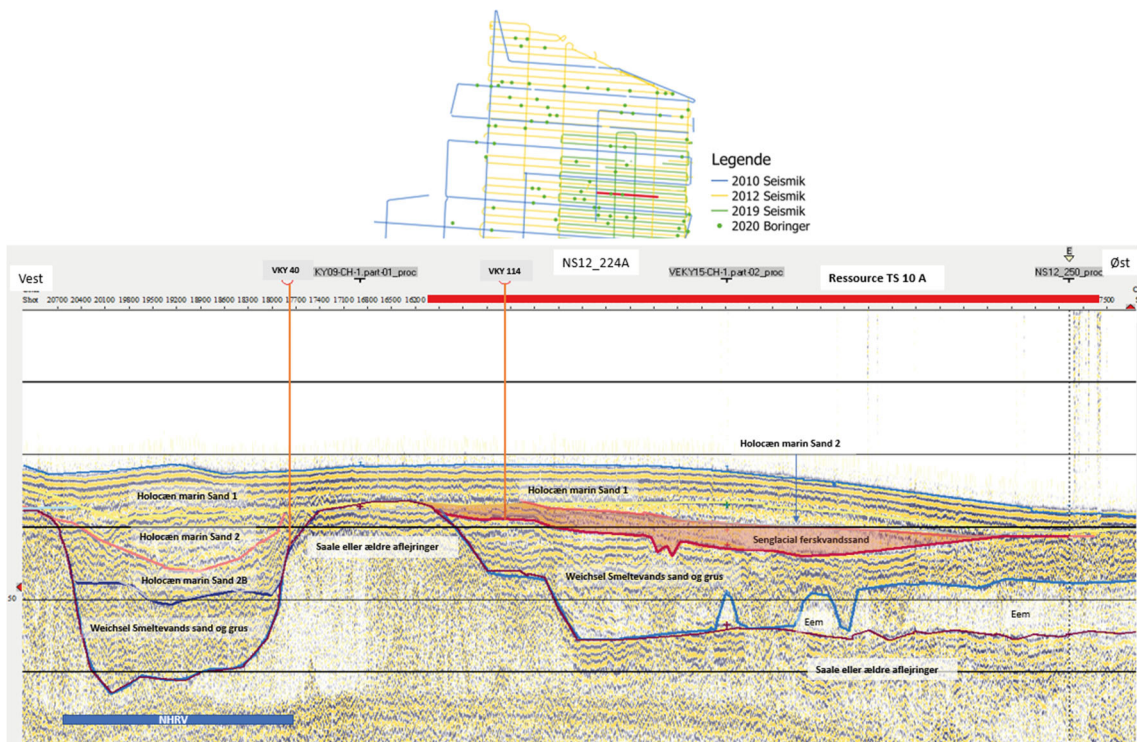 Legende
2010 Seismik
2012 Seismik
2019 Seismik
2020 Boringer
Vest
VKY 40
KY09-CH-1.part-01_proc
VKY 114
NS12_224A
VEKY15-CH-1.part-02_proc
Ressource TS 10 A
E
NS12_250_proc
Øst
Shot
20700 20400 20100 19800 19500 19200 18900 18600 18300 18000 17700 17400 17100 16800 16500 16200
7500
Holocæn marin Sand 2
Holocæn marin Sand 1
Holocæn marin Sand 1
Holocæn marin Sand 2
Senglacial ferskvandssand
Saale eller ældre aflejringer
Holocæn marin Sand 2B
Weichsel Smeltevands sand og grus
50
Weichsel Smeltevands sand og grus
Eem
Eem
Saale eller ældre aflejringer
NHRV